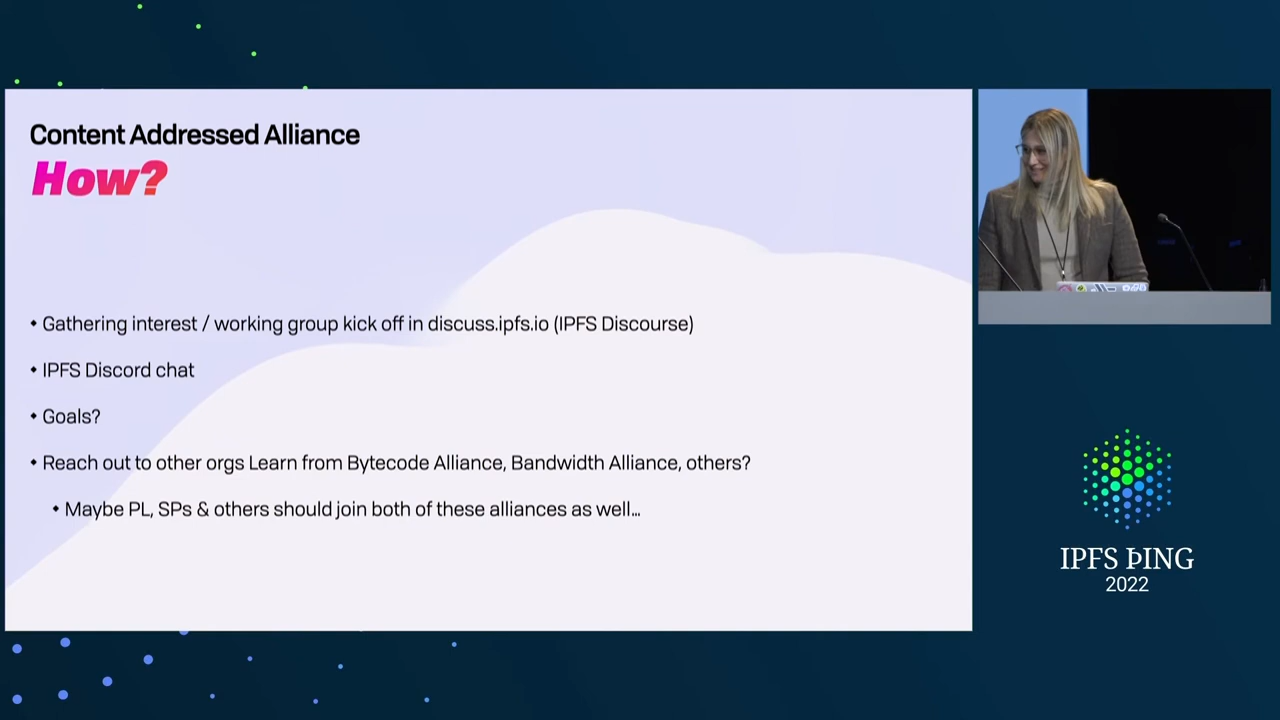 Content Addressed Alliance
How?
• Gathering interest / working group kick off in discuss.ipfs.io (IPFS Discourse)
• IPFS Discord chat
• Goals?
• Reach out to other orgs Learn from Bytecode Alliance, Bandwidth Alliance, others?
• Maybe PL, SPs & others should join both of these alliances as well...
IPFS ÞING
2022